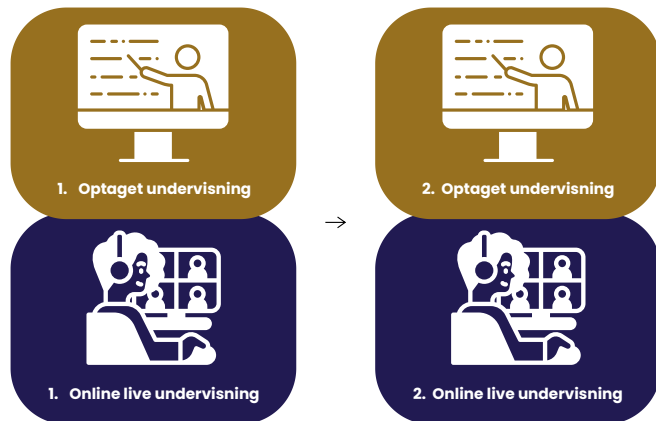 1. Optaget undervisning
2. Optaget undervisning
1. Online live undervisning
2. Online live undervisning